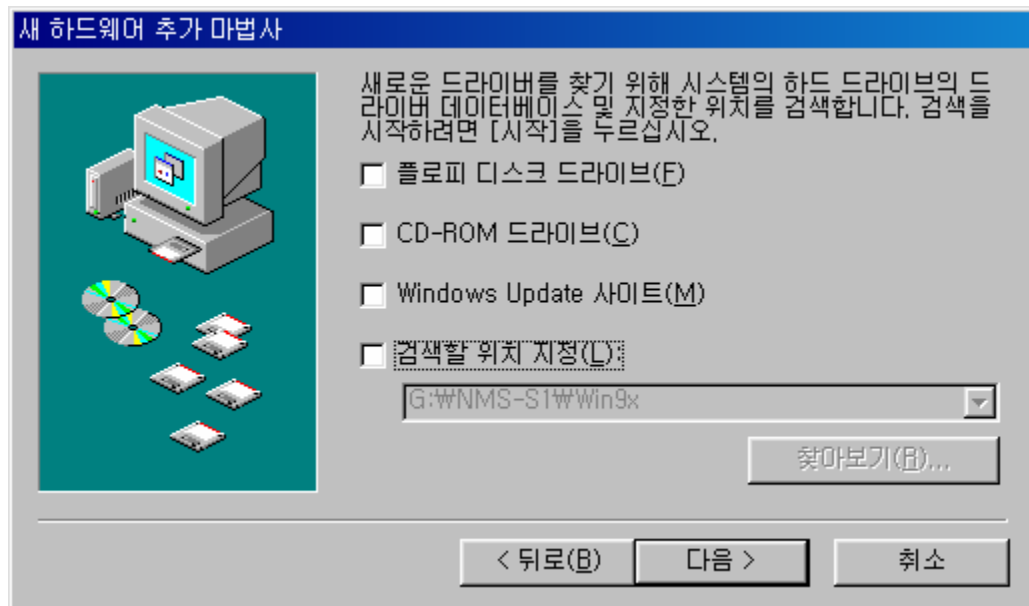 새 하드웨어 추가 마법사
새로운 드라이버를 찾기 위해 시스템의 하드 드라이브의 드
라이버 데이터베이스 및 지정한 위치를 검색합니다. 검색을
시작하려면 [시작]을 누르십시오.
플로피 디스크 드라이브(F)
CD-ROM 드라이브(C)
Windows Update 사이트(M)
검색할 위치 지정(L):
G:₩NMS-S1₩Win9x
찾아보기(R)...
< 뒤로(B)
다음 >
취소